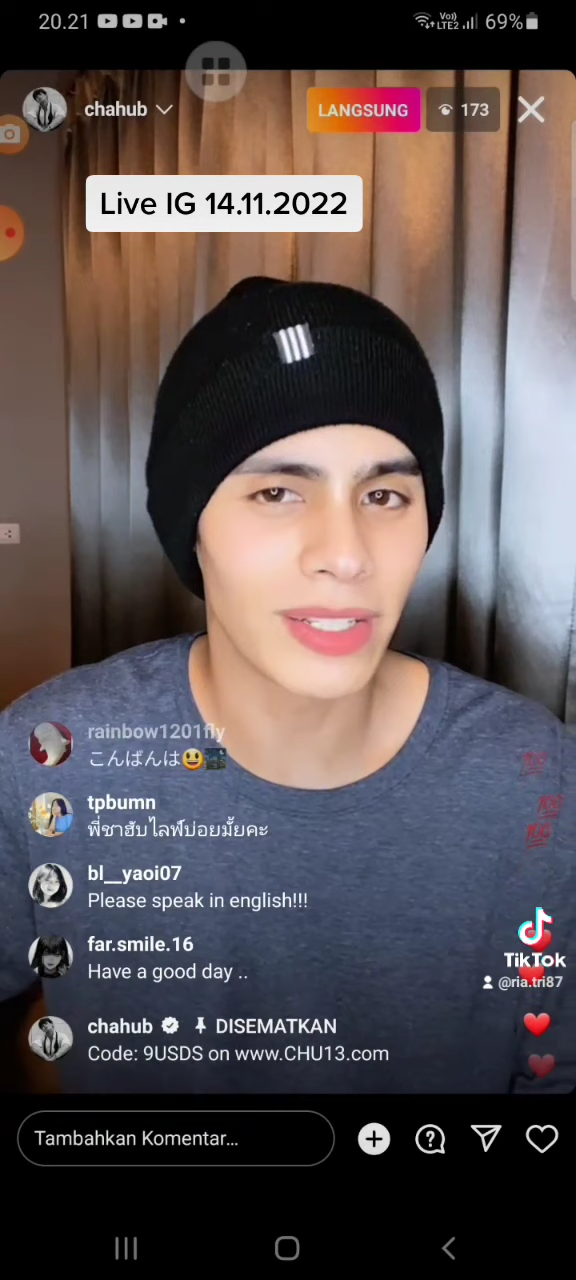 20.21
Vo))
LTE2
69%
chahub
LANGSUNG
173
Live IG 14.11.2022
rainbow1201fly
こんばんは😃🌃
tpbumn
พี่ชาฮับไลฟ์บ่อยมั้ยคะ
bl__yaoi07
Please speak in english!!!
far.smile.16
Have a good day ..
chahub DISEMATKAN
Code: 9USDS on www.CHU13.com
💯
💯
💯
TikTok
@ria.tri87
Tambahkan Komentar...